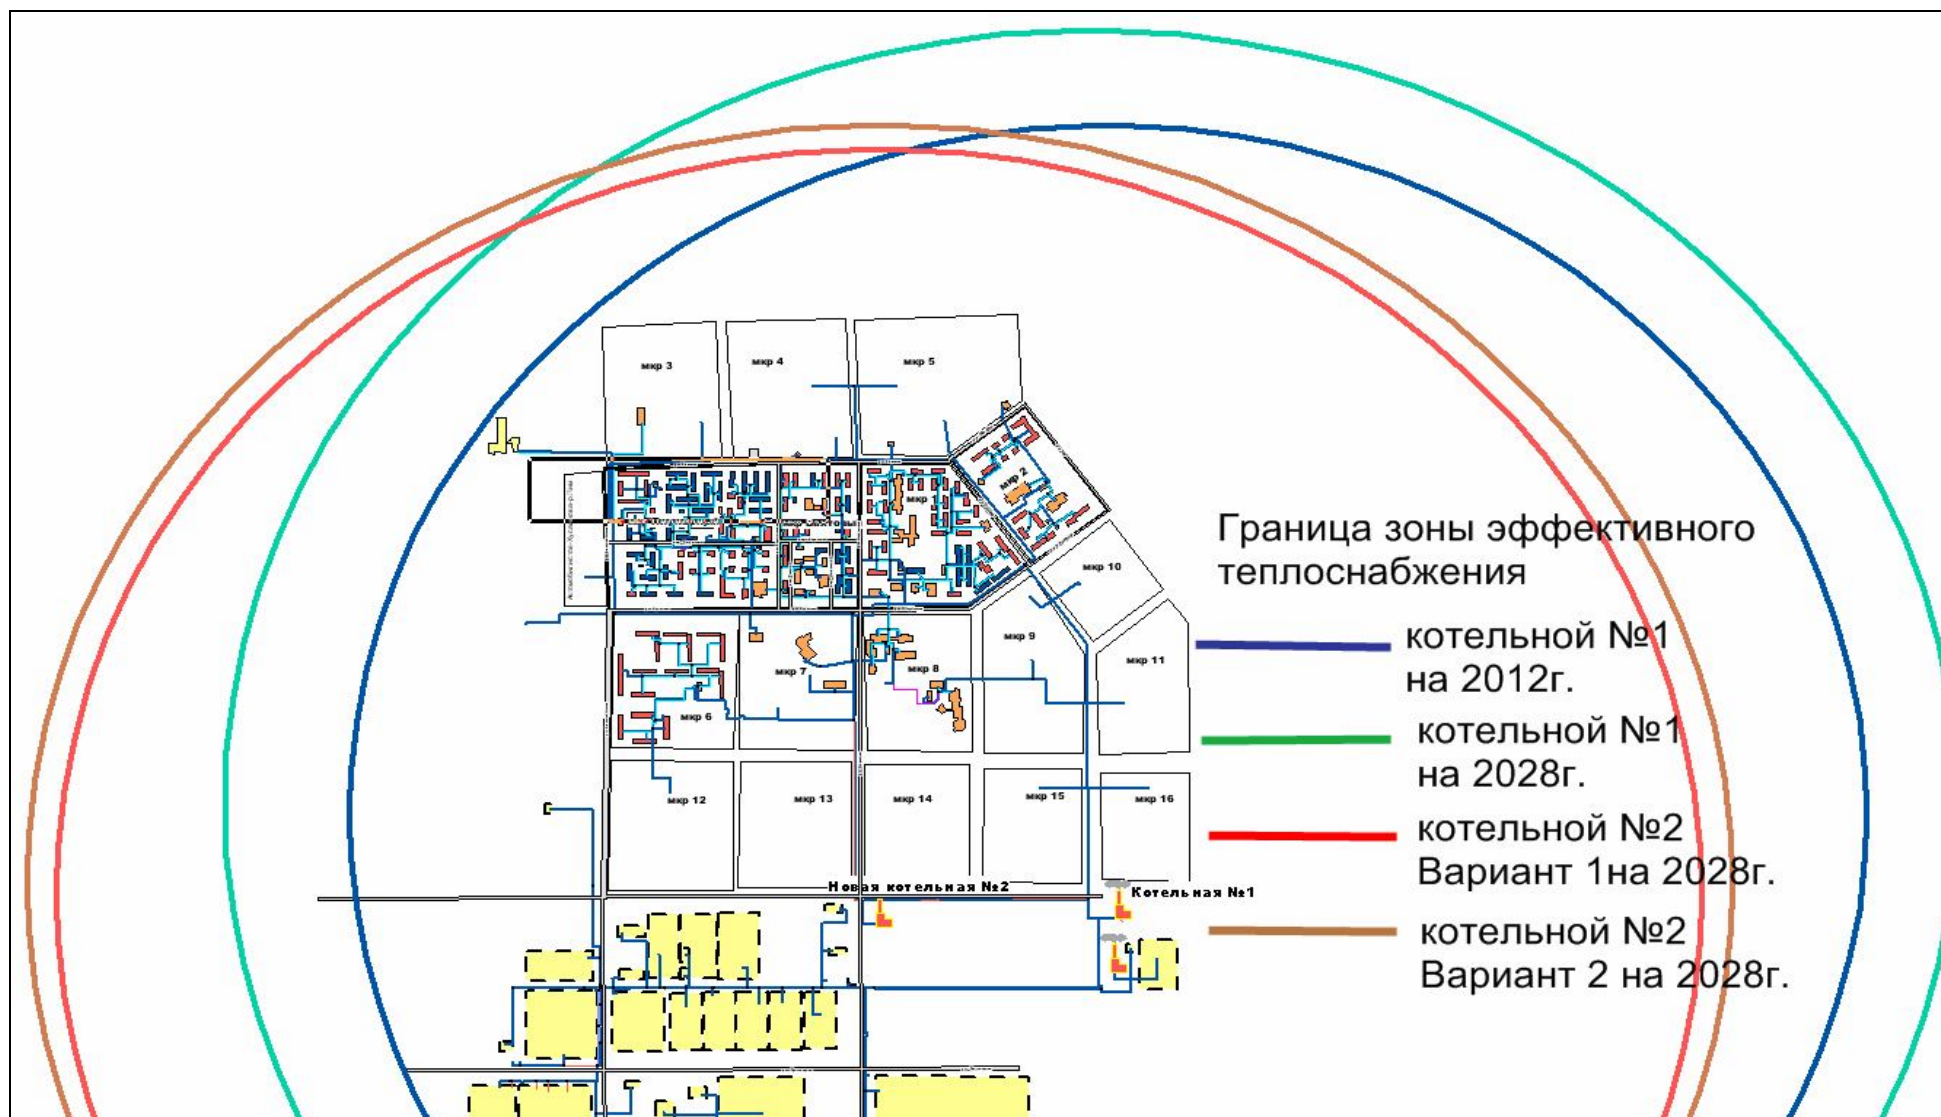 мкр 3
мкр 4
мкр 5
мкр 1
мкр 2
мкр 10
мкр 9
мкр 11
мкр 7
мкр 8
мкр 6
мкр 12
мкр 13
мкр 14
мкр 15
мкр 16
Новая котельная №2
Котельная №1
Граница зоны эффективного
теплоснабжения
котельной №1
на 2012г.
котельной №1
на 2028г.
котельной №2
Вариант 1на 2028г.
котельной №2
Вариант 2 на 2028г.